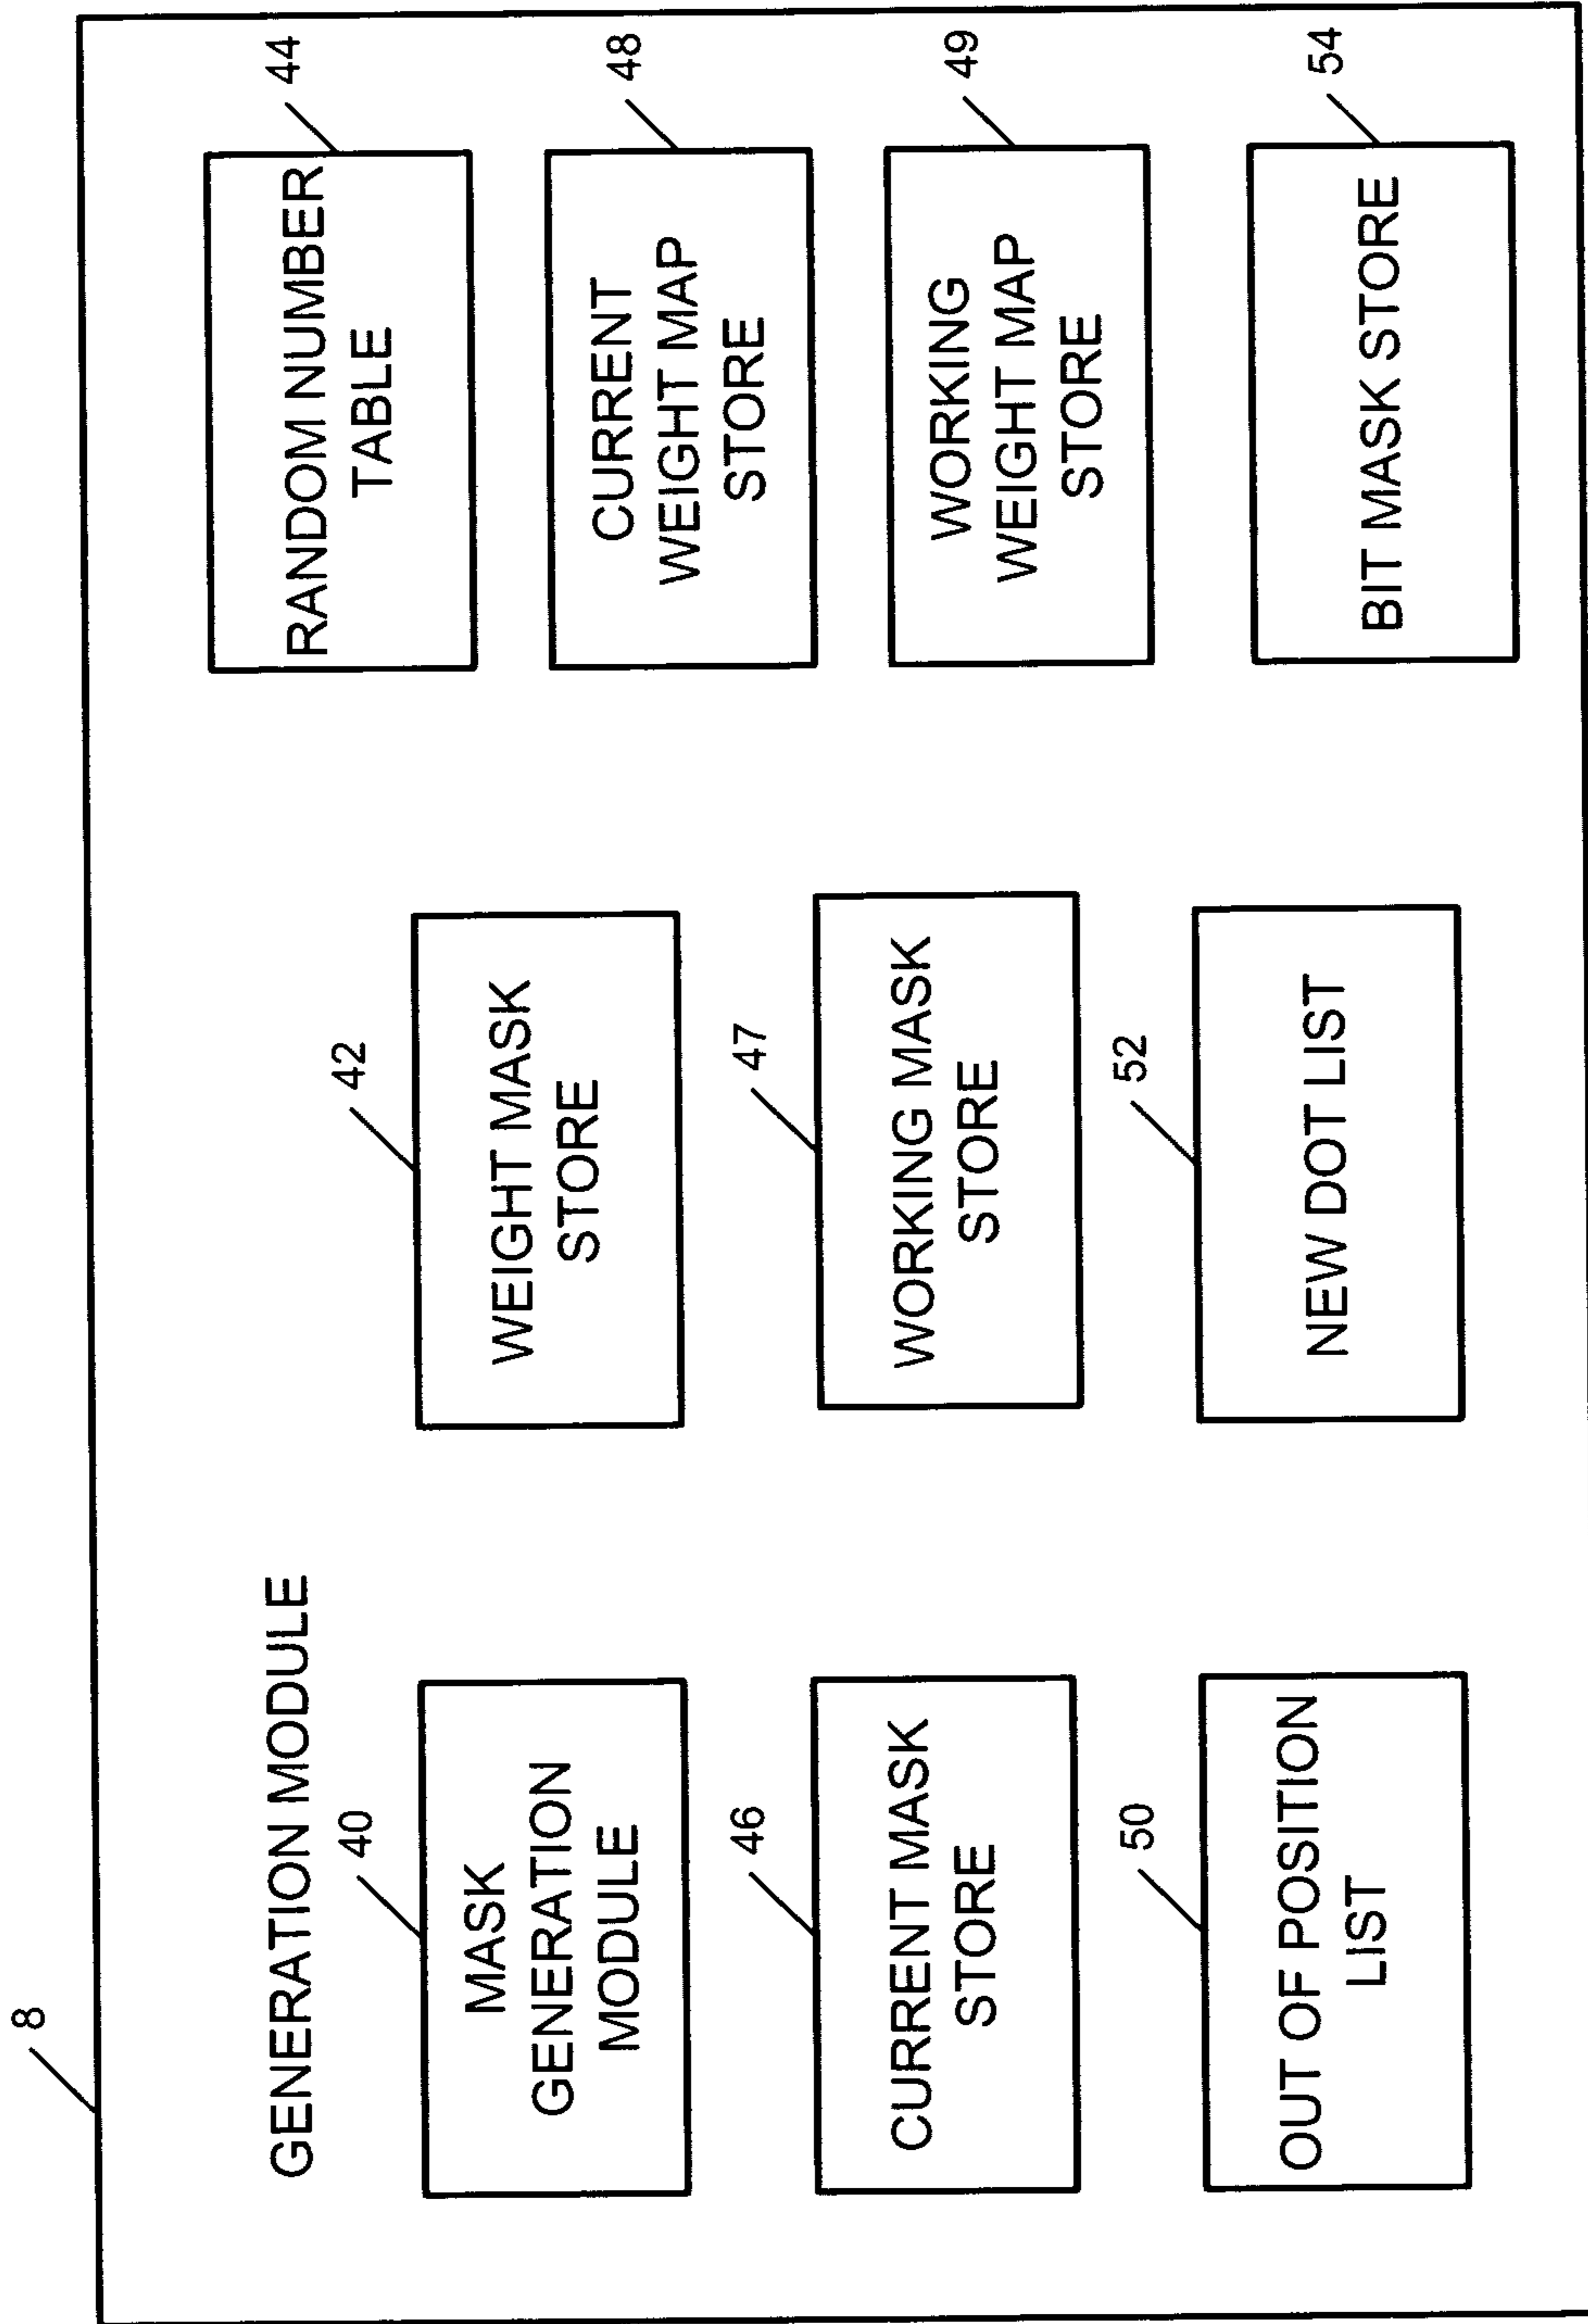 8
GENERATION MODULE
40
MASK
GENERATION
MODULE
42
WEIGHT MASK
STORE
44
RANDOM NUMBER
TABLE
46
CURRENT MASK
STORE
47
WORKING MASK
STORE
48
CURRENT
WEIGHT MAP
STORE
49
WORKING
WEIGHT MAP
STORE
50
OUT OF POSITION
LIST
52
NEW DOT LIST
54
BIT MASK STORE